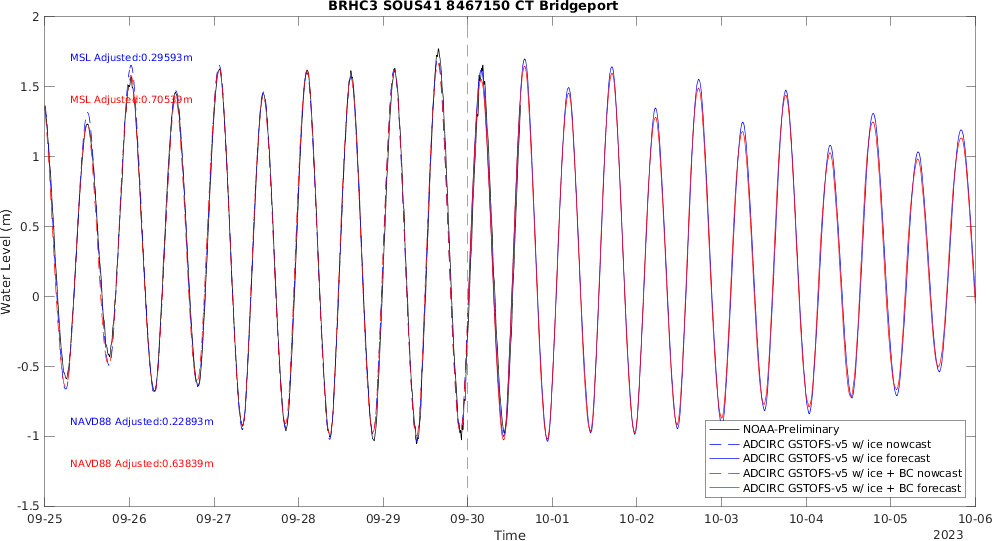 BRHC3 SOUS41 8467150 CT Bridgeport
2
1.5
1
0.5
0
-0.5
-1
-1.5
Water Level (m)
MSL Adjusted:0.29593m
MSL Adjusted:0.70539m
NAVD88 Adjusted:0.22893m
NAVD88 Adjusted:0.63839m
NOAA-Preliminary
ADCIRC GSTOFS-v5 w/ ice nowcast
ADCIRC GSTOFS-v5 w/ ice forecast
ADCIRC GSTOFS-v5 w/ ice + BC nowcast
ADCIRC GSTOFS-v5 w/ ice + BC forecast
09-25 09-26 09-27 09-28 09-29 09-30 10-01 10-02 10-03 10-04 10-05 10-06
Time
2023